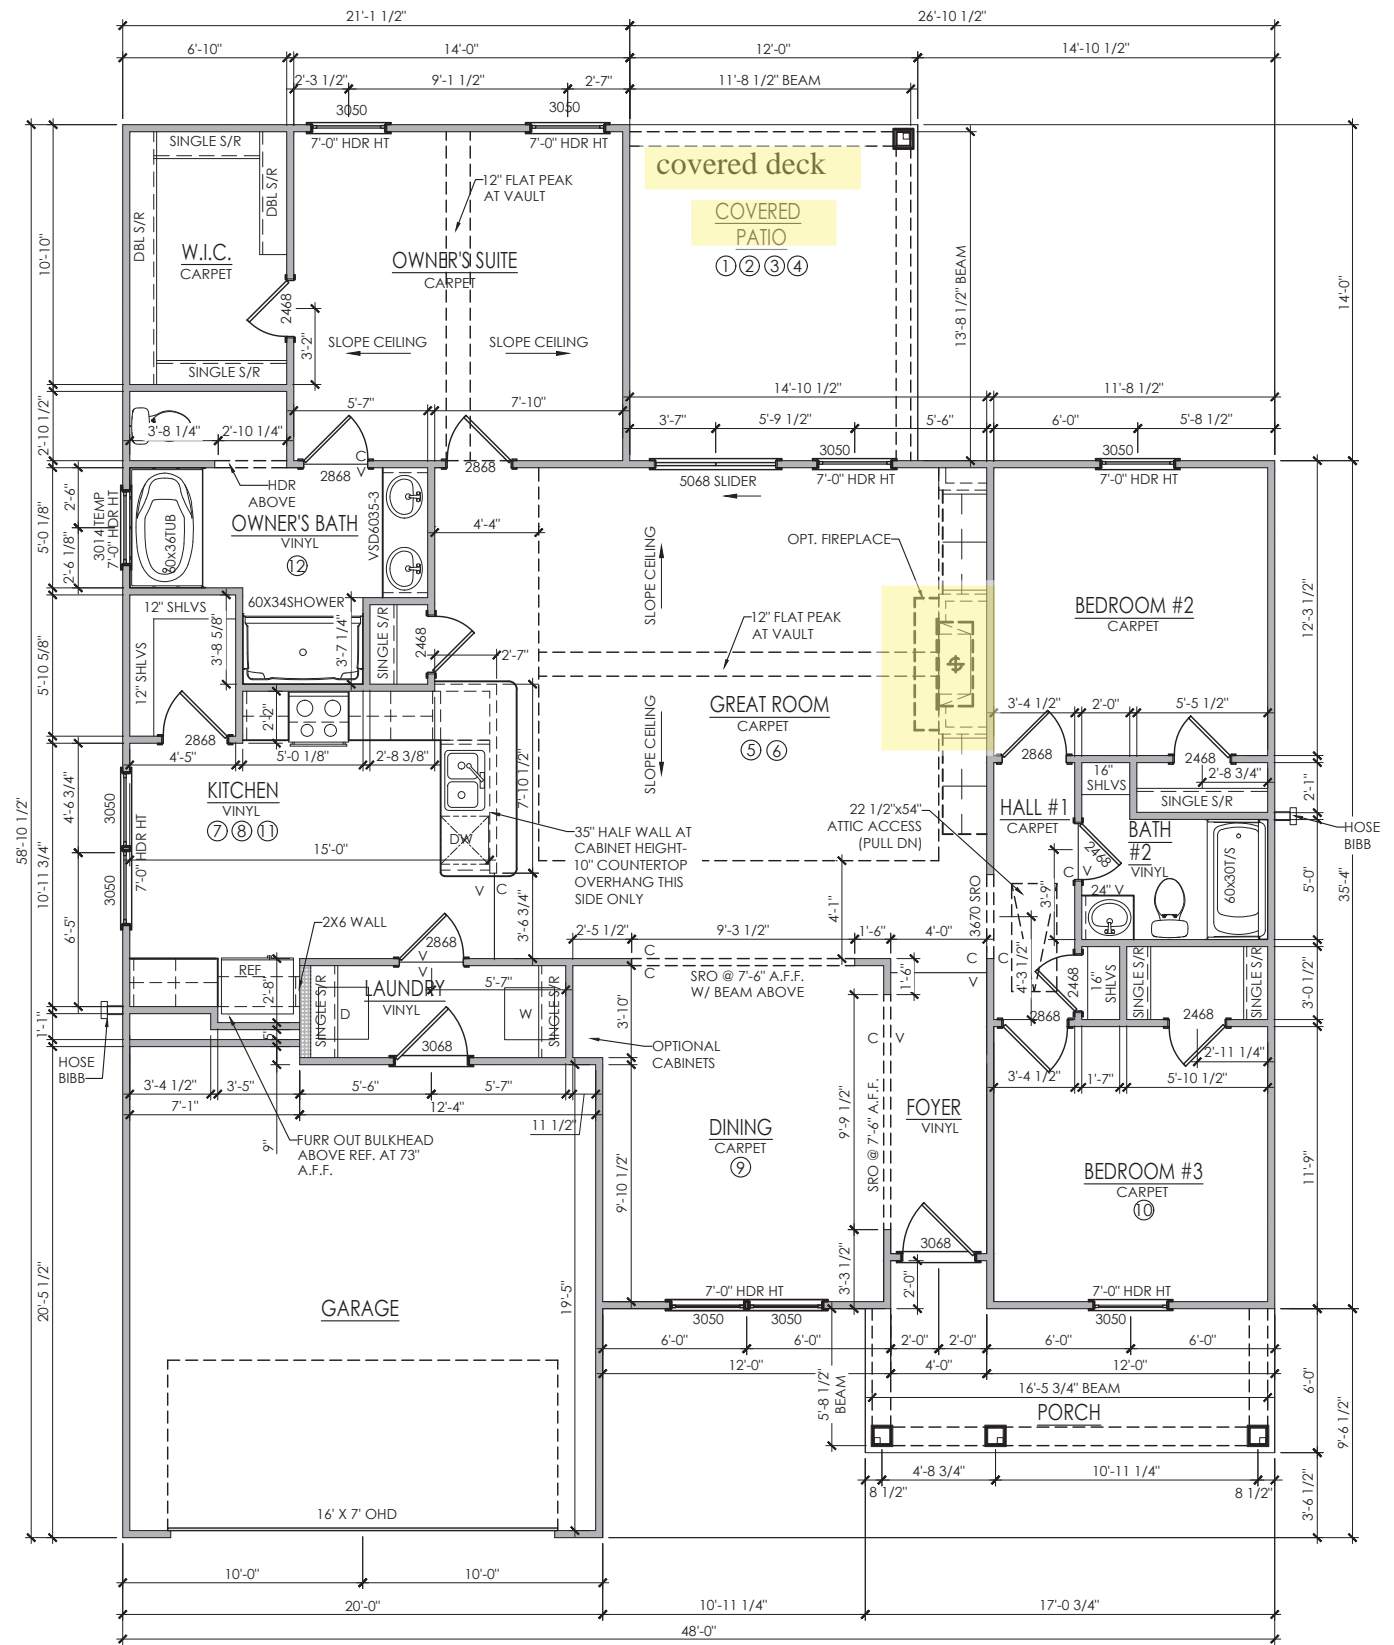 21'-1 1/2"
26'-10 1/2"
6'-10"
14'-0"
12'-0"
14'-10 1/2"
2'-3 1/2"
9'-1 1/2"
2'-7"
11'-8 1/2" BEAM
3050
3050
7'-0" HDR HT
7'-0" HDR HT
SINGLE S/R
DBL S/R
DBL S/R
W.I.C.
CARPET
SINGLE S/R
2468
3'-2"
12" FLAT PEAK
AT VAULT
OWNER'S SUITE
CARPET
SLOPE CEILING
SLOPE CEILING
covered deck
COVERED
PATIO
1 2 3 4
13'-8 1/2" BEAM
14'-0"
10'-10"
14'-10 1/2"
11'-8 1/2"
5'-7"
7'-10"
3'-7"
5'-9 1/2"
5'-6"
6'-0"
5'-8 1/2"
2'-10 1/2"
3'-8 1/4"
2'-10 1/4"
2868
C
V
2868
5068 SLIDER
3050
7'-0" HDR HT
3050
7'-0" HDR HT
HDR
ABOVE
OWNER'S BATH
VINYL
12
VSD6035-3
60x36TUB
3014 TEMP
7'-0" HDR HT
2'-6"
2'-6 1/8"
5'-0 1/8"
4'-4"
SLOPE CEILING
OPT. FIREPLACE
12" FLAT PEAK
AT VAULT
GREAT ROOM
CARPET
5 6
SLOPE CEILING
BEDROOM #2
CARPET
12'-3 1/2"
12" SHLVS
12" SHLVS
3'-8 5/8"
60X34SHOWER
3'-7 1/4"
SINGLE S/R
2468
2'-7"
5'-10 5/8"
2868
2'-2"
4'-5"
5'-0 1/8"
2'-8 3/8"
7'-10 1/2"
3'-4 1/2"
2'-0"
5'-5 1/2"
2868
2468
2'-8 3/4"
16"
SHLVS
SINGLE S/R
2'-1"
KITCHEN
VINYL
7 8 11
15'-0"
3050
3050
7'-0" HDR HT
4'-6 3/4"
6'-5"
10'-11 3/4"
58'-10 1/2"
DW
V C
35" HALF WALL AT
CABINET HEIGHT-
10" COUNTERTOP
OVERHANG THIS
SIDE ONLY
3'-6 3/4"
22 1/2"x54"
ATTIC ACCESS
(PULL DN)
HALL #1
CARPET
BATH
#2
VINYL
2468
C V
24" V
60x30T/S
HOSE
BIBB
5'-0"
35'-4"
3'-9"
3670 SRO
4'-1"
2X6 WALL
2868
V
V
REF.
2'-8"
5'-7"
LAUNDRY
VINYL
SINGLE S/R
D
W
SINGLE S/R
3068
2'-5 1/2"
9'-3 1/2"
1'-6"
4'-0"
C
C
SRO @ 7'-6" A.F.F.
W/ BEAM ABOVE
1'-6"
C C
V
4'-3 1/2"
2468
16"
SHLVS
SINGLE S/R
SINGLE S/R
3'-0 1/2"
2868
2468
2'-11 1/4"
3'-10"
1'-1"
5"
HOSE
BIBB
OPTIONAL
CABINETS
C V
3'-4 1/2"
3'-5"
5'-6"
5'-7"
7'-1"
12'-4"
11 1/2"
9"
3'-4 1/2"
1'-7"
5'-10 1/2"
FURR OUT BULKHEAD
ABOVE REF. AT 73"
A.F.F.
DINING
CARPET
9
9'-10 1/2"
9'-9 1/2"
SRO @ 7'-6" A.F.F.
FOYER
VINYL
BEDROOM #3
CARPET
10
11'-9"
3068
3'-3 1/2"
2'-0"
20'-5 1/2"
GARAGE
19'-5"
7'-0" HDR HT
3050
3050
7'-0" HDR HT
3050
6'-0"
6'-0"
2'-0"
2'-0"
6'-0"
6'-0"
12'-0"
4'-0"
12'-0"
5'-8 1/2"
BEAM
16'-5 3/4" BEAM
PORCH
6'-0"
9'-6 1/2"
4'-8 3/4"
10'-11 1/4"
8 1/2"
8 1/2"
3'-6 1/2"
16' X 7' OHD
10'-0"
10'-0"
20'-0"
10'-11 1/4"
17'-0 3/4"
48'-0"